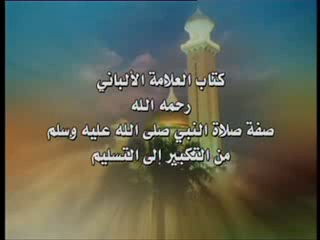 كتاب العلامة الألباني
رحمه الله
صفة صلاة النبي صلى الله عليه وسلم
من التكبير إلى التسليم